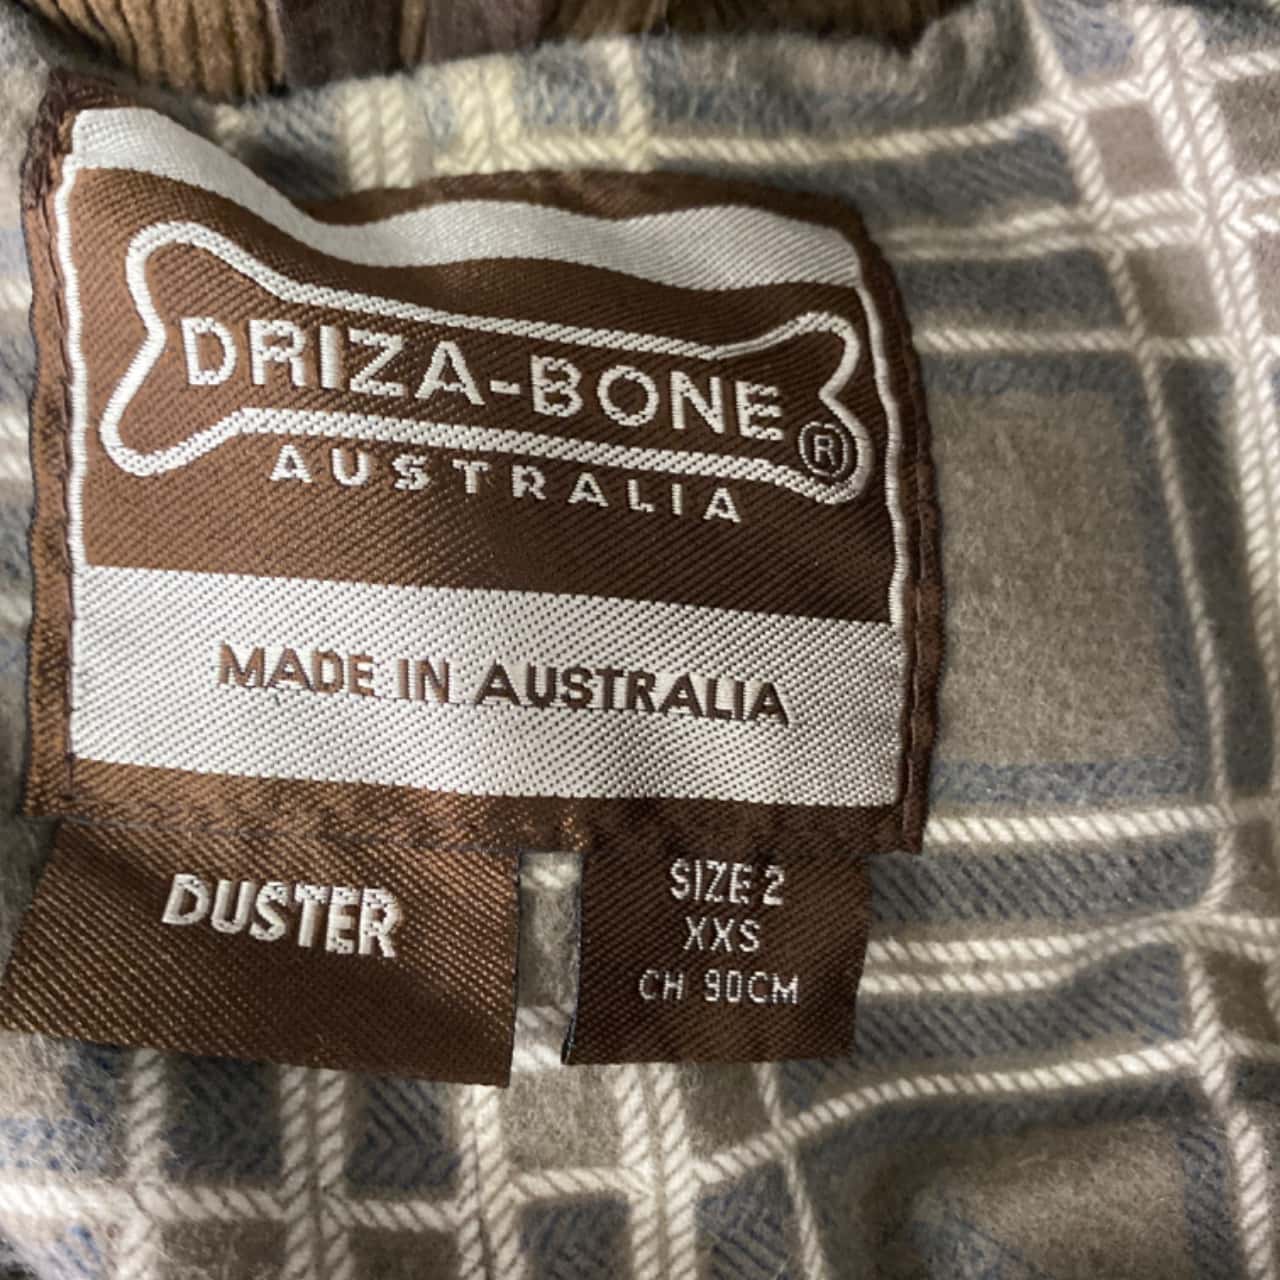 DRIZA-BONE®
AUSTRALIA
MADE IN AUSTRALIA
DUSTER
SIZE 2
XXS
CH 90CM